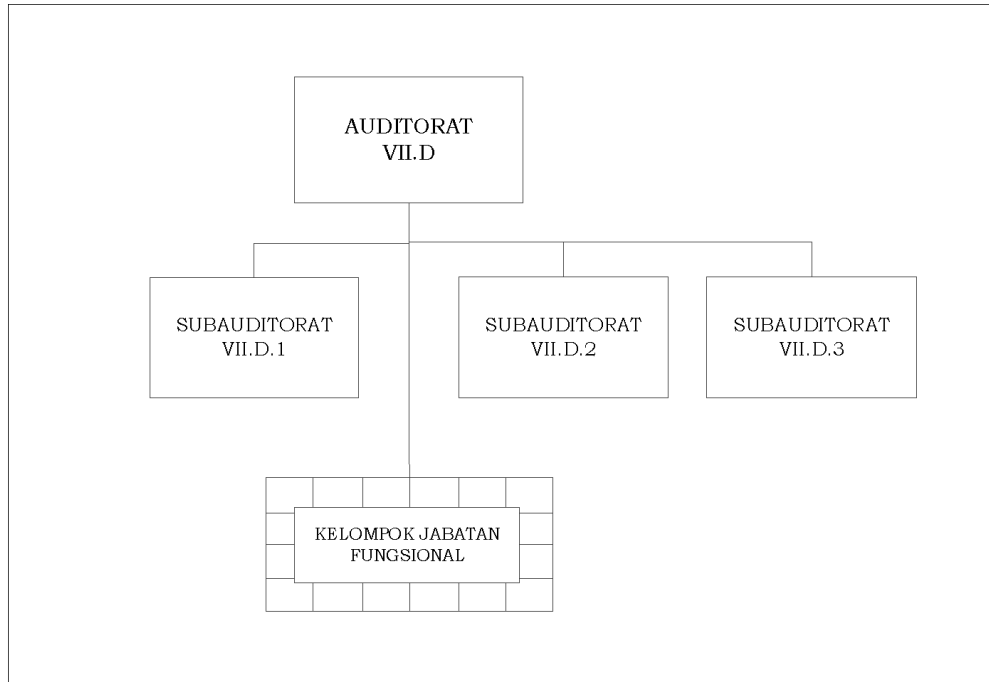 AUDITORAT
VII.D
SUBAUDITORAT
VII.D.1
SUBAUDITORAT
VII.D.2
SUBAUDITORAT
VII.D.3
KELOMPOK JABATAN
FUNGSIONAL